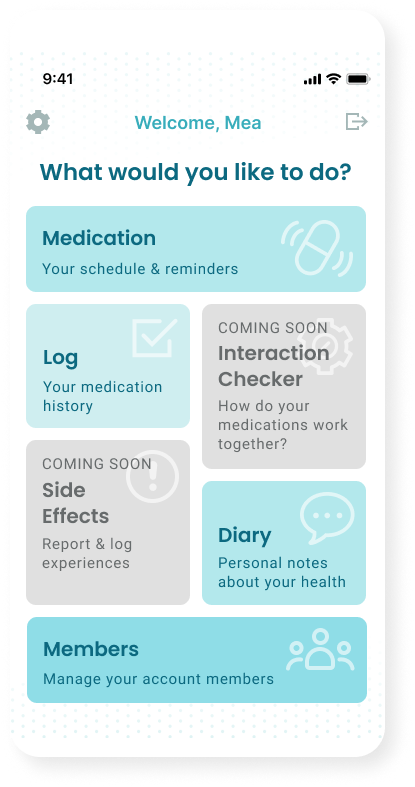 9:41
Welcome, Mea
What would you like to do?
Medication
Your schedule & reminders
Log
Your medication
history
COMING SOON
Interaction
Checker
How do your
medications work
together?
COMING SOON
Side
Effects
Report & log
experiences
Diary
Personal notes
about your health
Members
Manage your account members